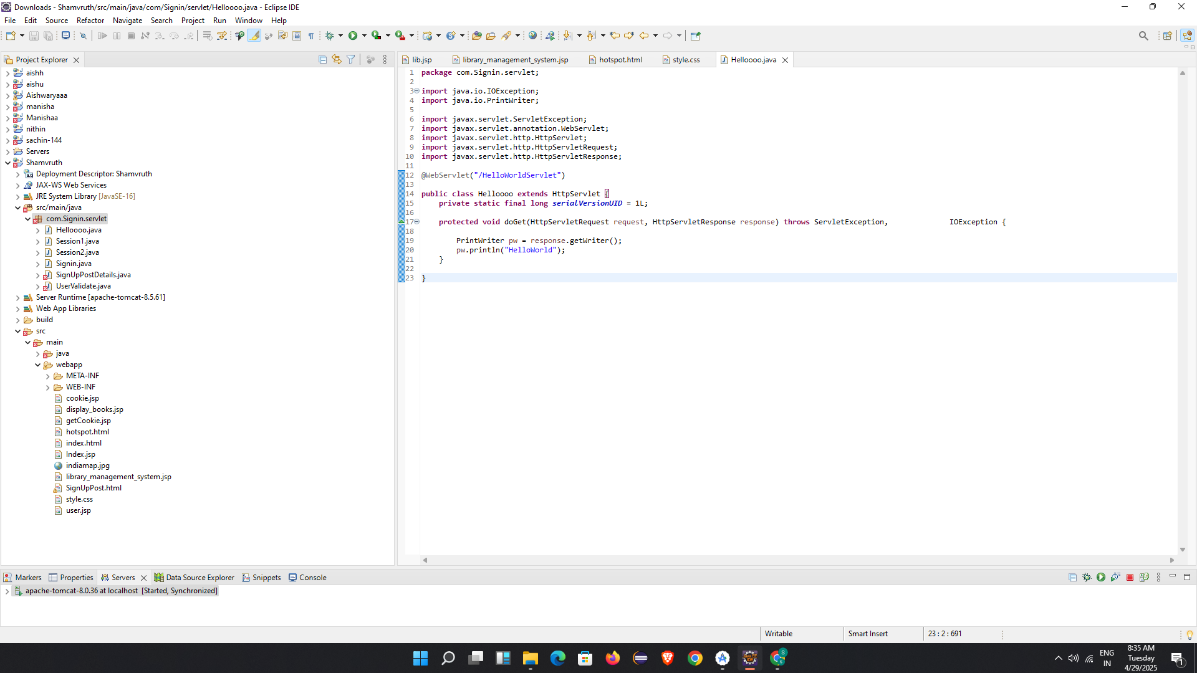 Downloads - Shamvruth/src/main/java/com/Signin/servlet/Helloooo.java - Eclipse IDE
File Edit Source Refactor Navigate Search Project Run Window Help
Project Explorer
aishh
aishu
Aishwaryaaa
manisha
Manishaa
nithin
sachin-144
Servers
Shamvruth
Deployment Descriptor: Shamvruth
JAX-WS Web Services
JRE System Library [JavaSE-16]
src/main/java
com.Signin.servlet
Helloooo.java
Session1.java
Session2.java
Signin.java
SignUpPostDetails.java
UserValidate.java
Server Runtime [apache-tomcat-8.5.61]
Web App Libraries
build
src
main
java
webapp
META-INF
WEB-INF
cookie.jsp
display_books.jsp
getCookie.jsp
hotspot.html
index.html
index.jsp
indiamap.jpg
library_management_system.jsp
SignUpPost.html
style.css
user.jsp
lib.jsp library_management_system.jsp hotspot.html style.css Helloooo.java
1 package com.Signin.servlet;
2
3 import java.io.IOException;
4 import java.io.PrintWriter;
5
6 import javax.servlet.ServletException;
7 import javax.servlet.annotation.WebServlet;
8 import javax.servlet.http.HttpServlet;
9 import javax.servlet.http.HttpServletRequest;
10 import javax.servlet.http.HttpServletResponse;
11
12 @WebServlet("/HelloWorldServlet")
13
14 public class Helloooo extends HttpServlet {
15 private static final long serialVersionUID = 1L;
16
17 protected void doGet(HttpServletRequest request, HttpServletResponse response) throws ServletException, IOException {
18
19 PrintWriter pw = response.getWriter();
20 pw.println("HelloWorld");
21 }
22
23 }
Markers Properties Servers Data Source Explorer Snippets Console
apache-tomcat-8.0.36 at localhost [Started, Synchronized]
Writable Smart Insert 23 : 2 : 691
ENG
IN
8:35 AM
Tuesday
4/29/2025
1